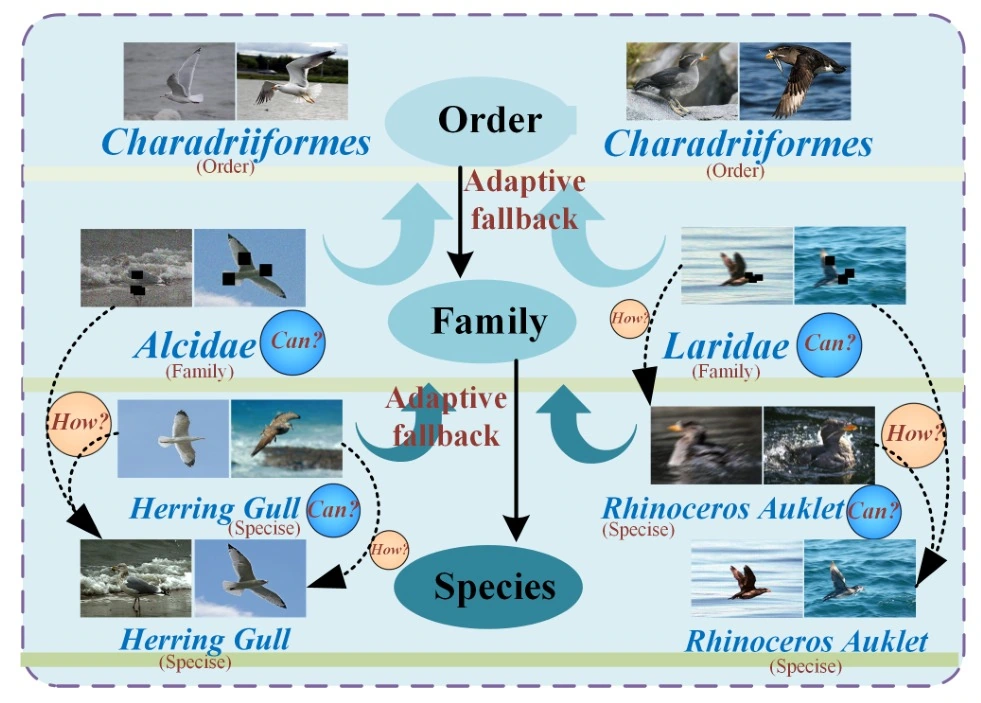 Order
Charadriiformes
(Order)
Charadriiformes
(Order)
Adaptive
fallback
Alcidae
Can?
(Family)
Family
How?
Laridae
Can?
(Family)
How?
Adaptive
fallback
How?
Herring Gull
Can?
(Specise)
How?
Rhinoceros Auklet
Can?
(Specise)
Species
Herring Gull
(Specise)
Rhinoceros Auklet
(Specise)